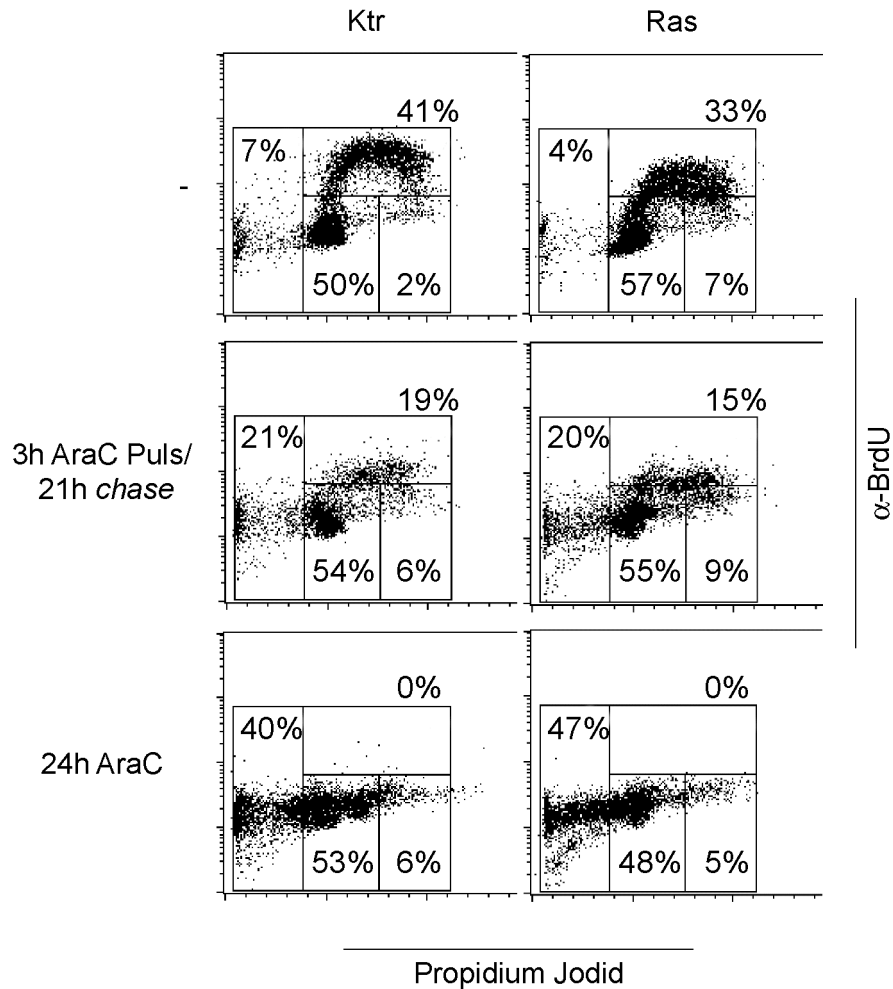 Ktr Ras
41% 33%
7% 4%
-
50% 2% 57% 7%
19% 15%
21% 20%
3h AraC Puls/
21h chase
54% 6% 55% 9%
α-BrdU
0% 0%
40% 47%
24h AraC
53% 6% 48% 5%
Propidium Jodid